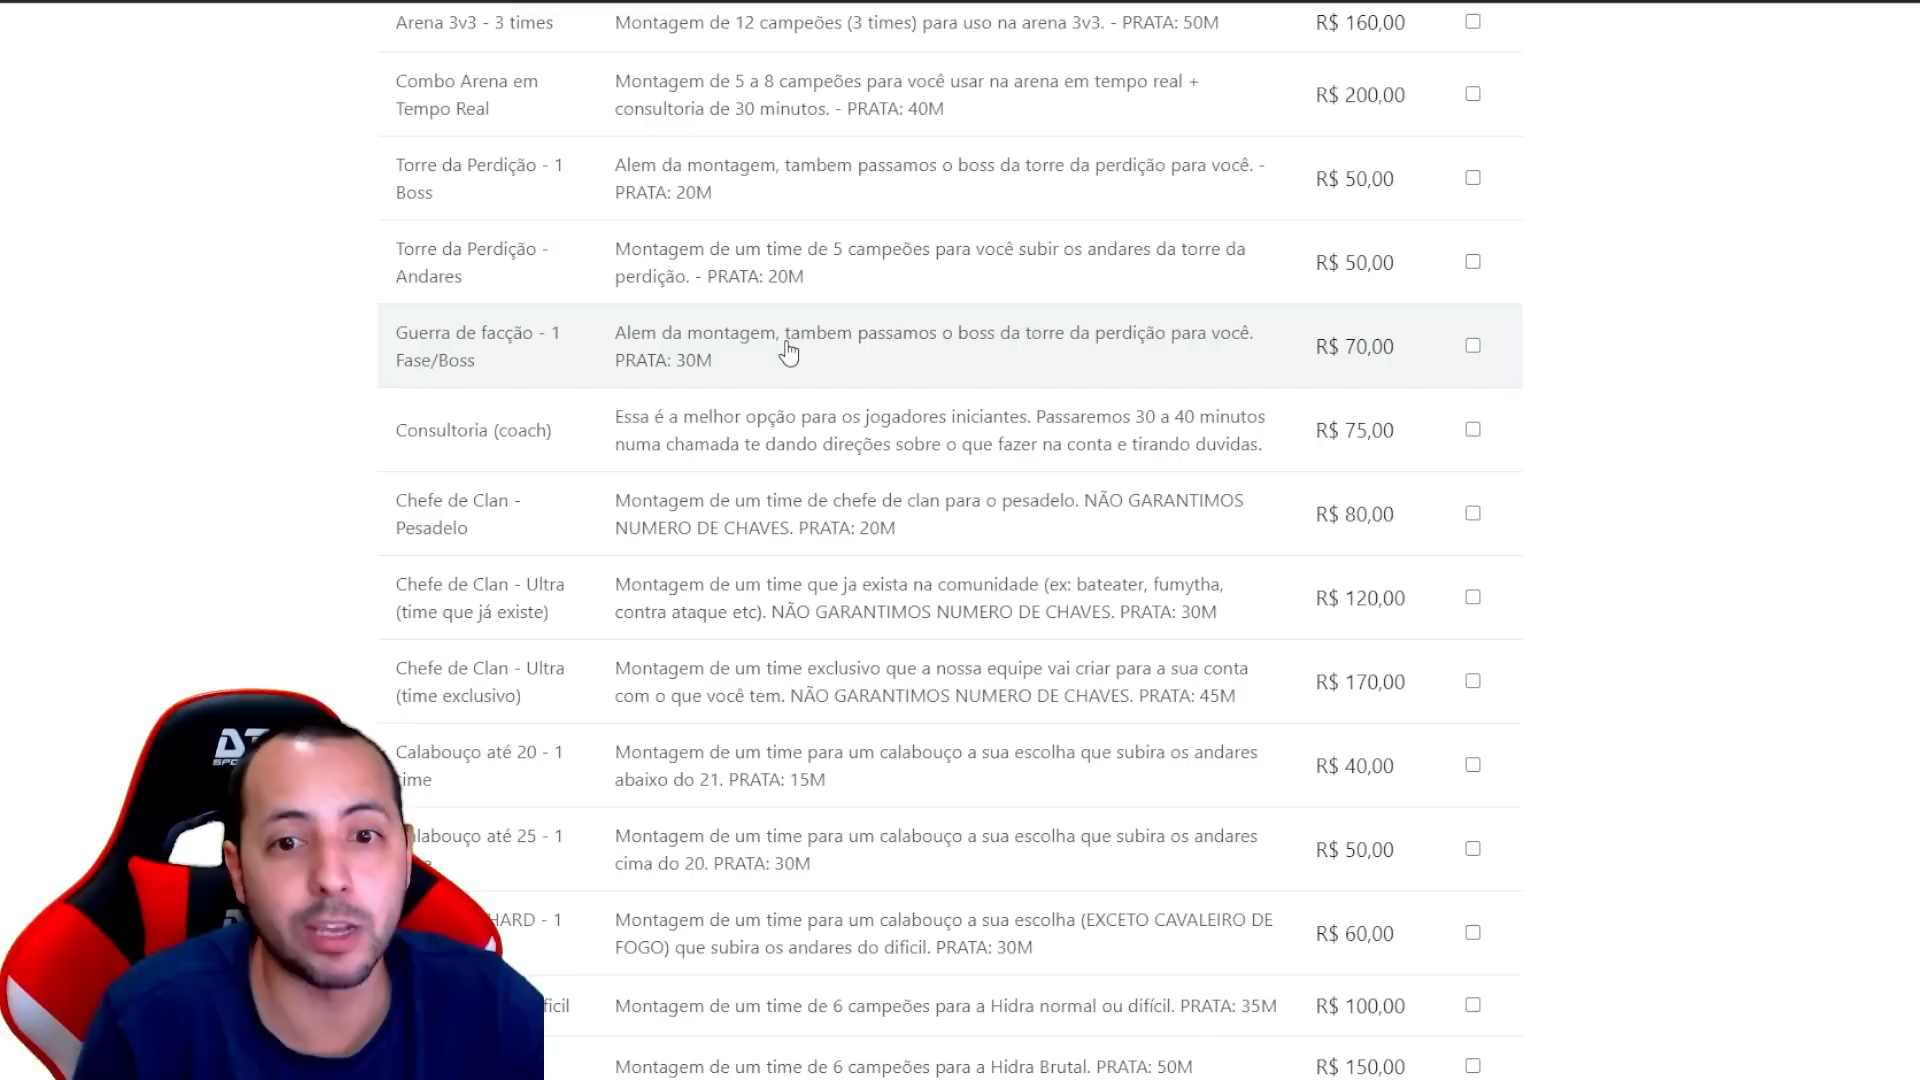 Arena 3v3 - 3 times
Montagem de 12 campeões (3 times) para uso na arena 3v3. - PRATA: 50M
R$ 160,00
Combo Arena em
Tempo Real
Montagem de 5 a 8 campeões para você usar na arena em tempo real +
consultoria de 30 minutos. - PRATA: 40M
R$ 200,00
Torre da Perdição - 1
Boss
Alem da montagem, tambem passamos o boss da torre da perdição para você. -
PRATA: 20M
R$ 50,00
Torre da Perdição -
Andares
Montagem de um time de 5 campeões para você subir os andares da torre da
perdição. - PRATA: 20M
R$ 50,00
Guerra de facção - 1
Fase/Boss
Alem da montagem, tambem passamos o boss da torre da perdição para você.
PRATA: 30M
R$ 70,00
Consultoria (coach)
Essa é a melhor opção para os jogadores iniciantes. Passaremos 30 a 40 minutos
numa chamada te dando direções sobre o que fazer na conta e tirando duvidas.
R$ 75,00
Chefe de Clan -
Pesadelo
Montagem de um time de chefe de clan para o pesadelo. NÃO GARANTIMOS
NUMERO DE CHAVES. PRATA: 20M
R$ 80,00
Chefe de Clan - Ultra
(time que já existe)
Montagem de um time que ja exista na comunidade (ex: bateater, fumytha,
contra ataque etc). NÃO GARANTIMOS NUMERO DE CHAVES. PRATA: 30M
R$ 120,00
Chefe de Clan - Ultra
(time exclusivo)
Montagem de um time exclusivo que a nossa equipe vai criar para a sua conta
com o que você tem. NÃO GARANTIMOS NUMERO DE CHAVES. PRATA: 45M
R$ 170,00
Calabouço até 20 - 1
time
Montagem de um time para um calabouço a sua escolha que subira os andares
abaixo do 21. PRATA: 15M
R$ 40,00
labouço até 25 - 1
Montagem de um time para um calabouço a sua escolha que subira os andares
cima do 20. PRATA: 30M
R$ 50,00
HARD - 1
Montagem de um time para um calabouço a sua escolha (EXCETO CAVALEIRO DE
FOGO) que subira os andares do dificil. PRATA: 30M
R$ 60,00
ficil
Montagem de um time de 6 campeões para a Hidra normal ou difícil. PRATA: 35M
R$ 100,00
Montagem de um time de 6 campeões para a Hidra Brutal. PRATA: 50M
R$ 150,00